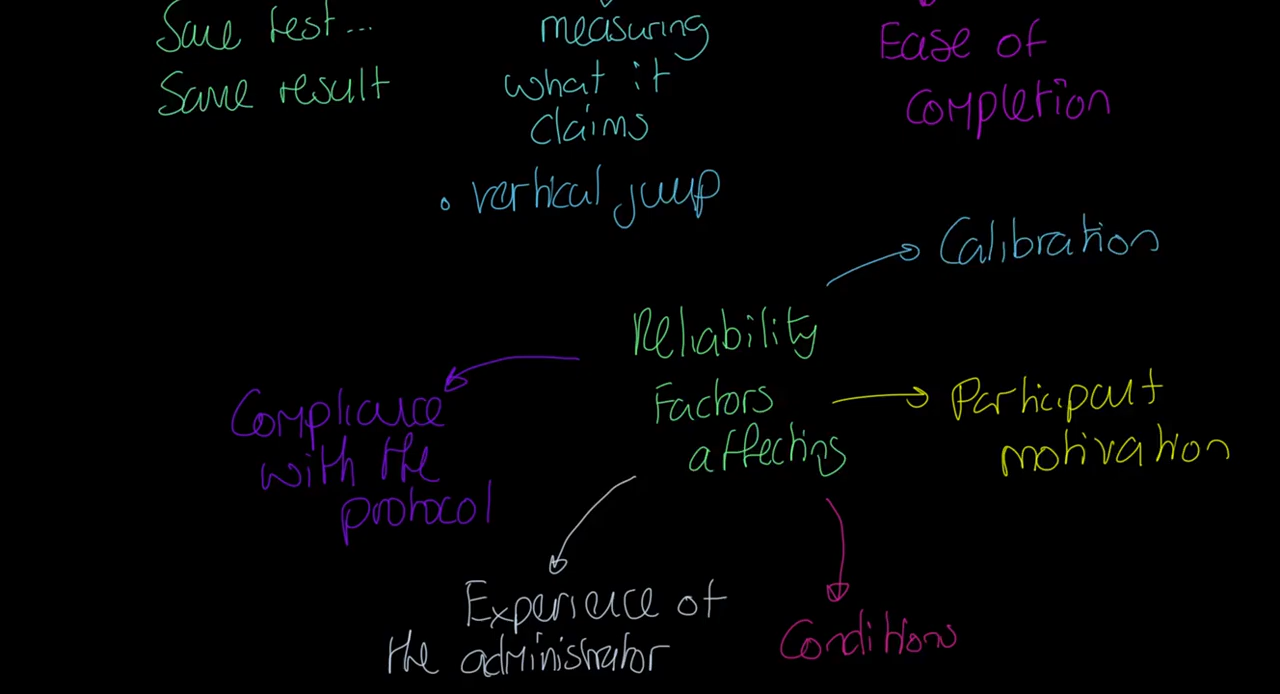 Same test...
Same result
measuring
what it
claims
• vertical jump
Ease of
completion
Calibration
Reliability
Factors
affecting
Compliance
with the
protocol
Participant
motivation
Experience of
the administrator
Conditions